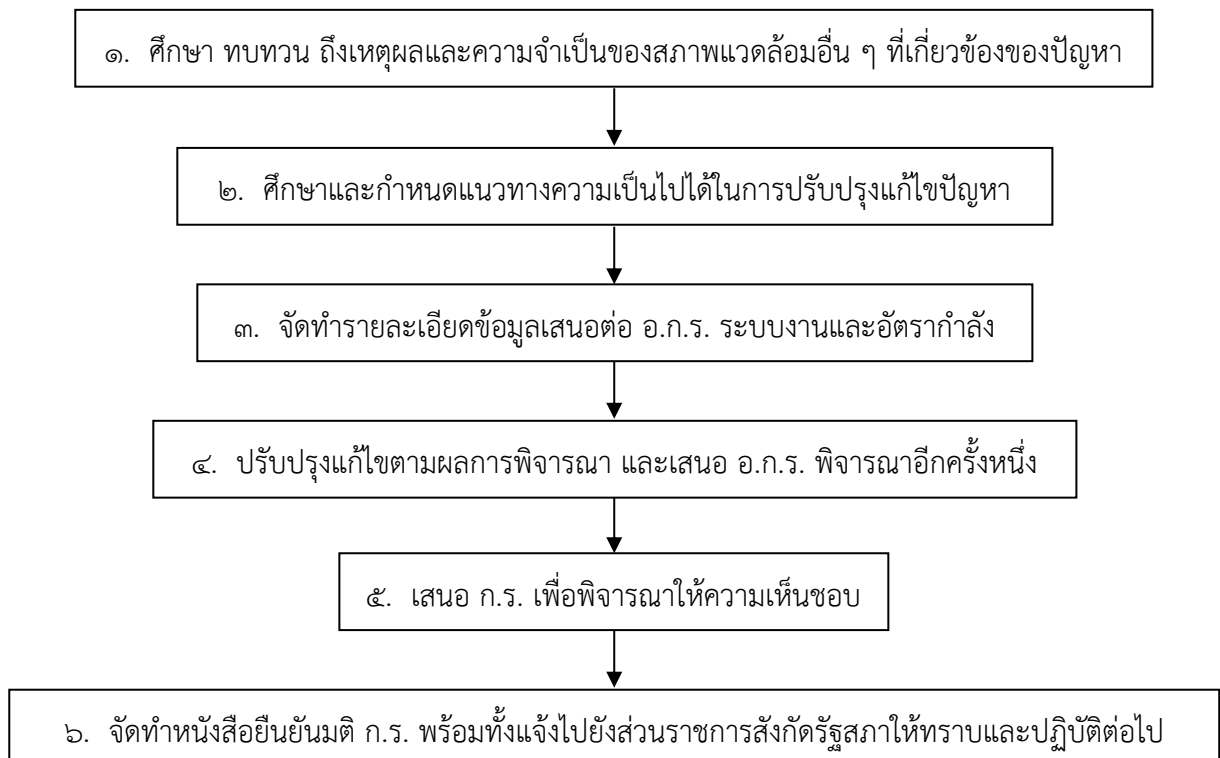 ๑. ศึกษา ทบทวน ถึงเหตุผลและความจำเป็นของสภาพแวดล้อมอื่น ๆ ที่เกี่ยวข้องของปัญหา
๒. ศึกษาและกำหนดแนวทางความเป็นไปได้ในการปรับปรุงแก้ไขปัญหา
๓. จัดทำรายละเอียดข้อมูลเสนอต่อ อ.ก.ร. ระบบงานและอัตรากำลัง
๔. ปรับปรุงแก้ไขตามผลการพิจารณา และเสนอ อ.ก.ร. พิจารณาอีกครั้งหนึ่ง
๕. เสนอ ก.ร. เพื่อพิจารณาให้ความเห็นชอบ
๖. จัดทำหนังสือยืนยันมติ ก.ร. พร้อมทั้งแจ้งไปยังส่วนราชการสังกัดรัฐสภาให้ทราบและปฏิบัติต่อไป